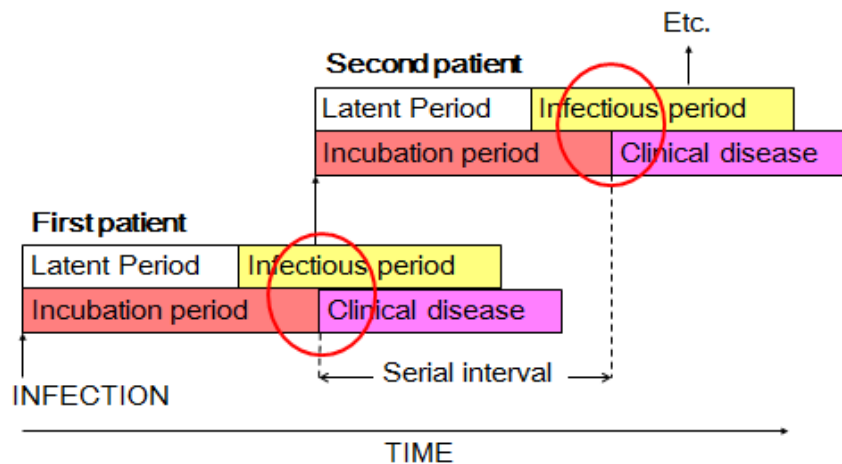 Etc.
Second patient
Latent Period Infectious period
Incubation period Clinical disease
First patient
Latent Period Infectious period
Incubation period Clinical disease
Serial interval
INFECTION
TIME